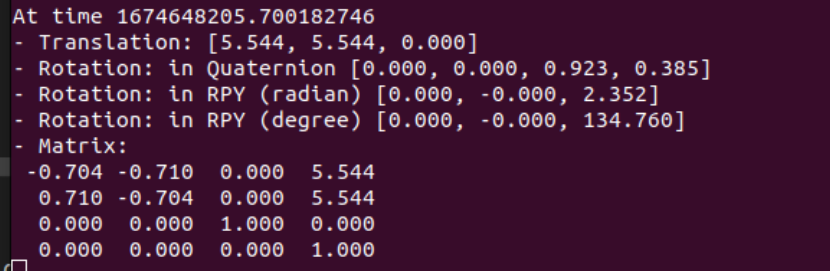 At time 1674648205.700182746
- Translation: [5.544, 5.544, 0.000]
- Rotation: in Quaternion [0.000, 0.000, 0.923, 0.385]
- Rotation: in RPY (radian) [0.000, -0.000, 2.352]
- Rotation: in RPY (degree) [0.000, -0.000, 134.760]
- Matrix:
 -0.704 -0.710  0.000  5.544
  0.710 -0.704  0.000  5.544
  0.000  0.000  1.000  0.000
  0.000  0.000  0.000  1.000